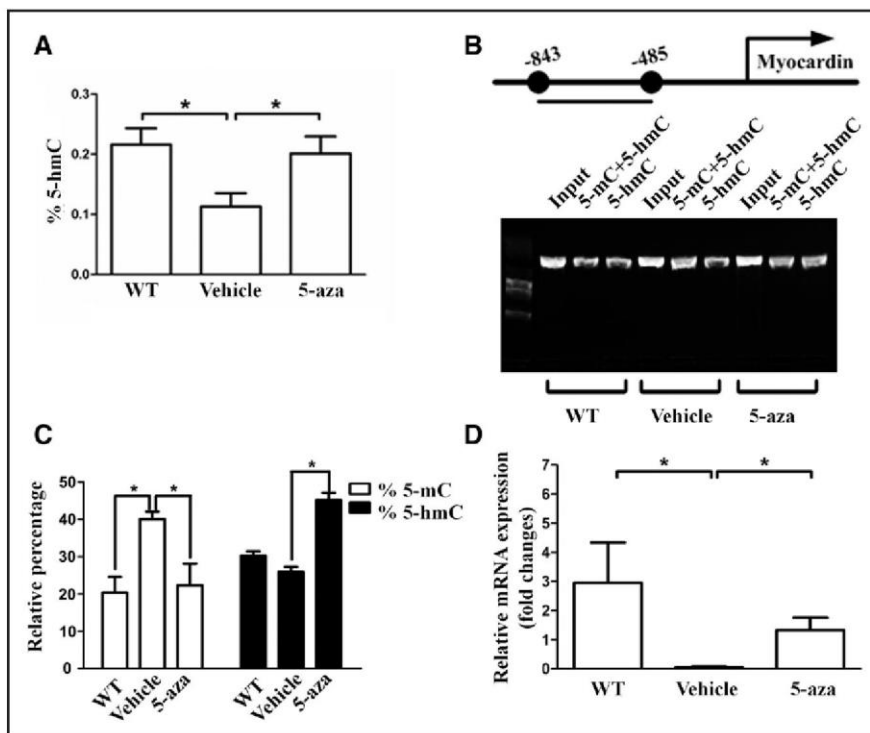 A
*
*
% 5-hmC
0.3
0.2
0.1
0.0
WT Vehicle 5-aza
B
-843 -485
Myocardin
Input 5-mC+5-hmC 5-hmC Input 5-mC+5-hmC 5-hmC Input 5-mC+5-hmC 5-hmC
WT Vehicle 5-aza
C
Relative percentage
50
40
30
20
10
0
* *
*
% 5-mC
% 5-hmC
WT Vehicle 5-aza WT Vehicle 5-aza
D
Relative mRNA expression
(fold changes)
7
6
5
4
3
2
1
0
* *
WT Vehicle 5-aza